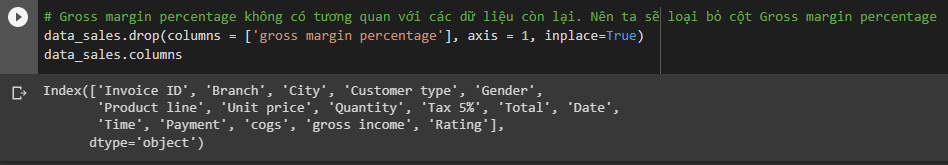 # Gross margin percentage không có tương quan với các dữ liệu còn lại. Nên ta sẽ loại bỏ cột Gross margin percentage
data_sales.drop(columns = ['gross margin percentage'], axis = 1, inplace=True)
data_sales.columns
Index(['Invoice ID', 'Branch', 'City', 'Customer type', 'Gender',
'Product line', 'Unit price', 'Quantity', 'Tax 5%', 'Total', 'Date',
'Time', 'Payment', 'cogs', 'gross income', 'Rating'],
dtype='object')